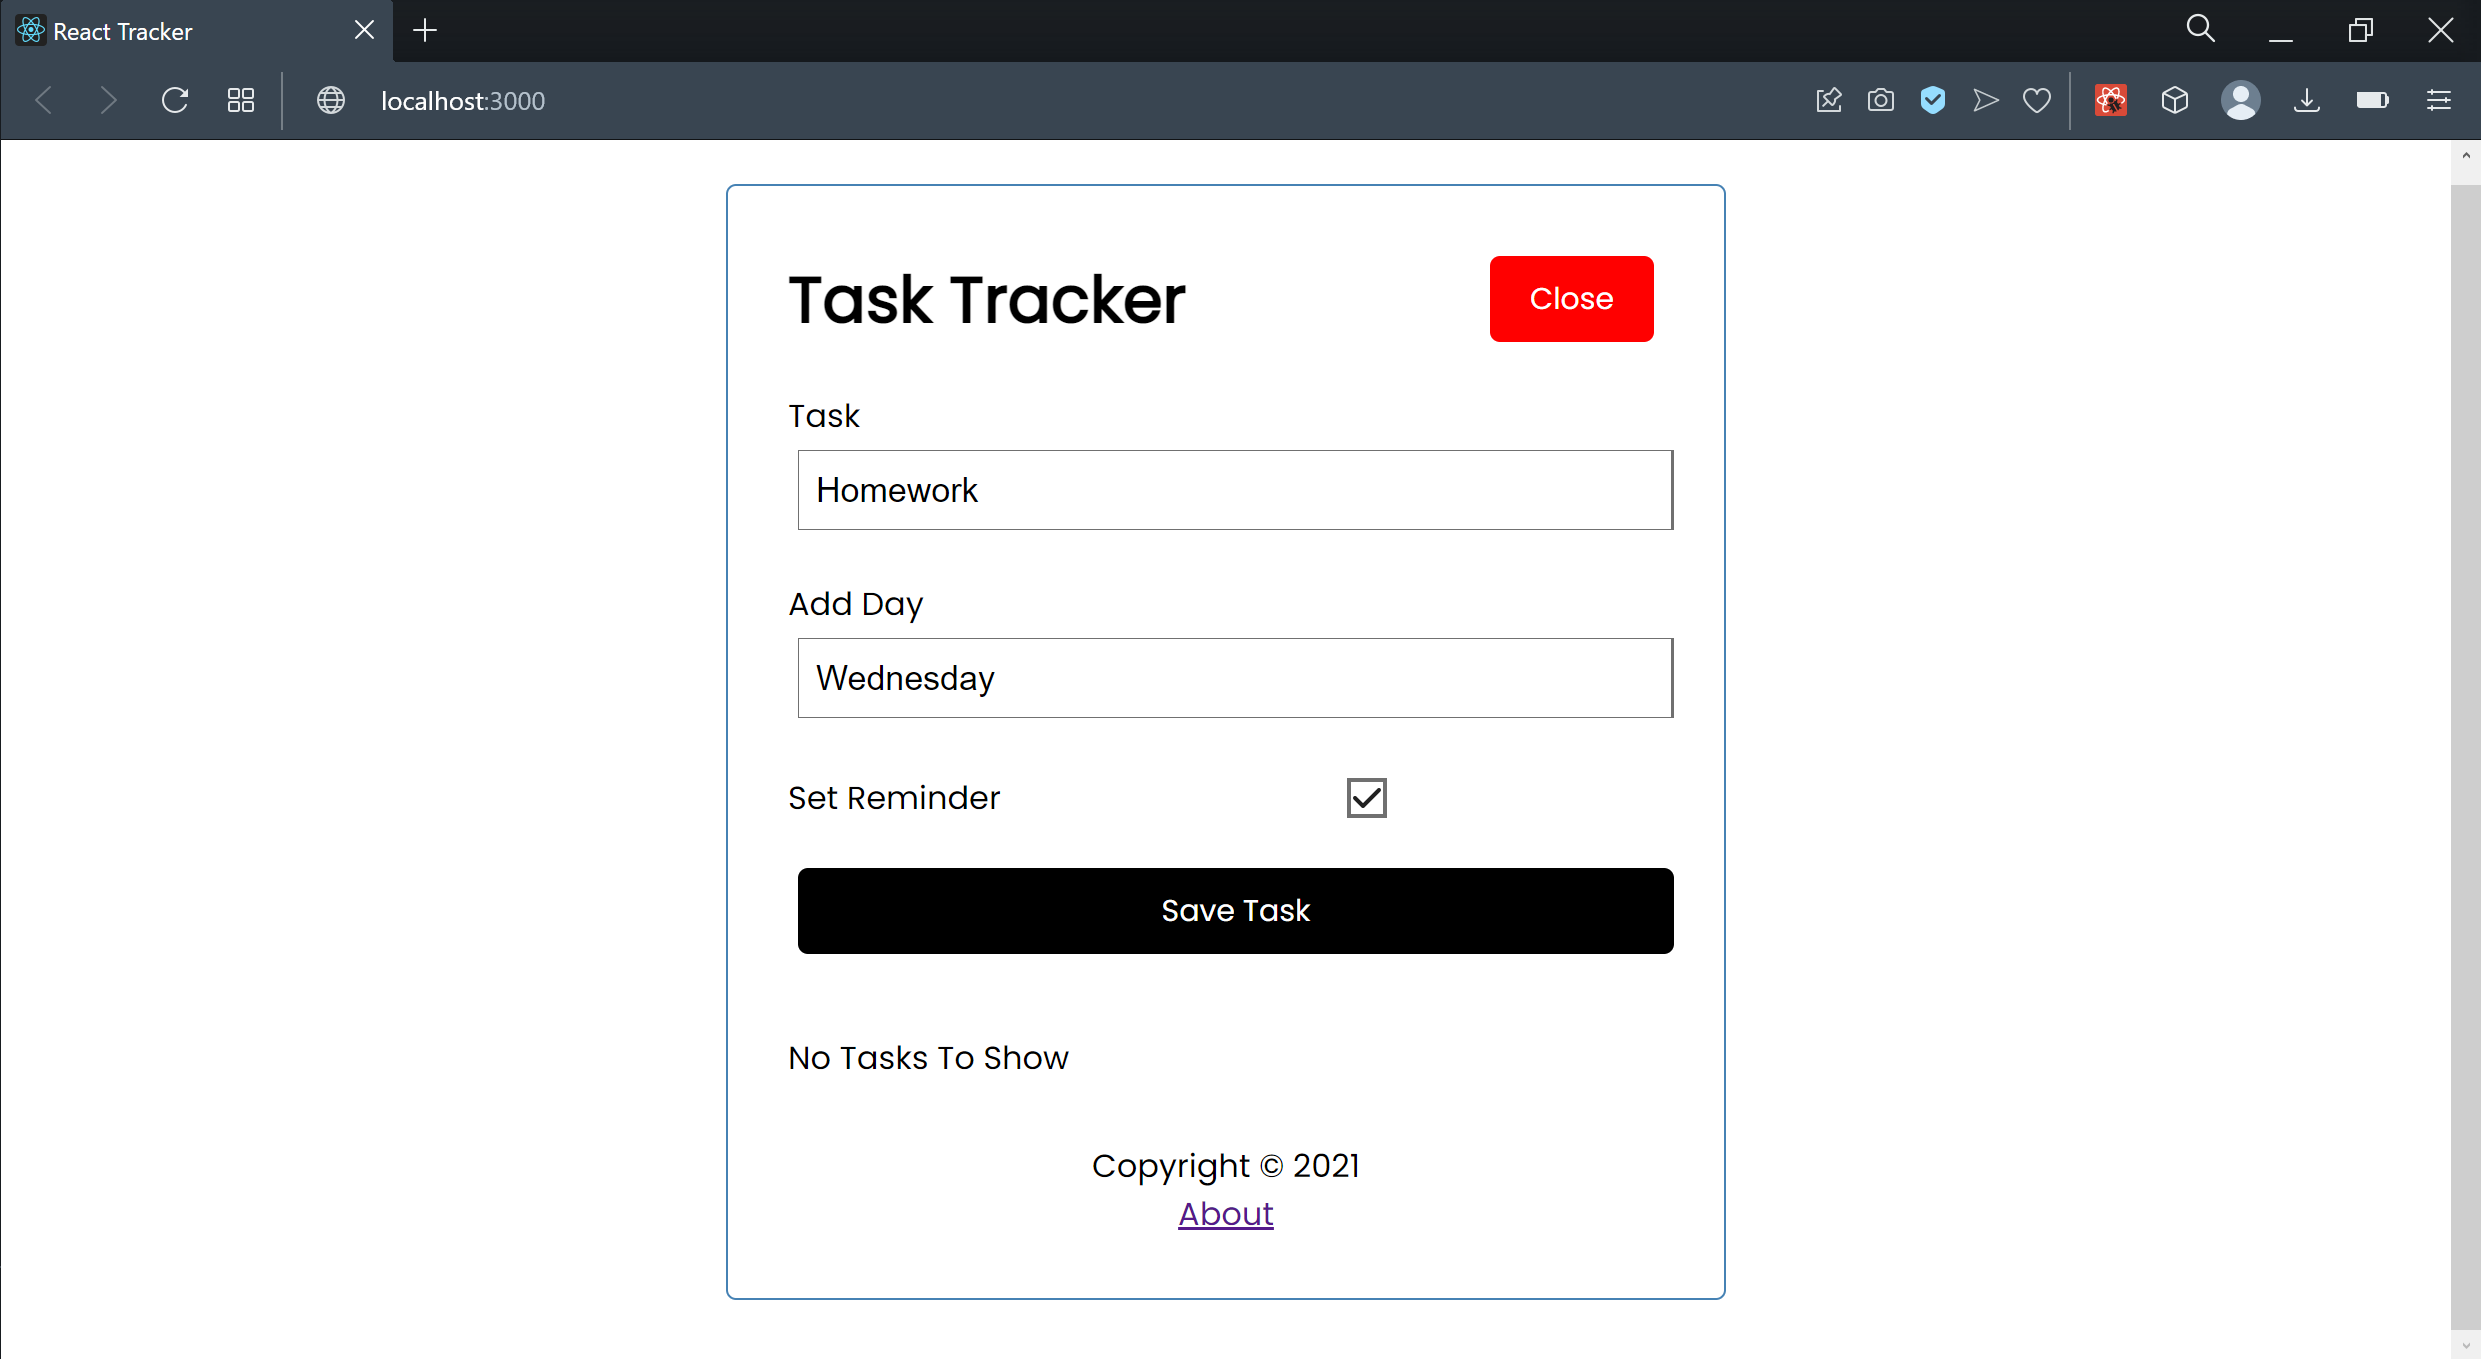 React Tracker
localhost:3000
Task Tracker
Close
Task
Homework
Add Day
Wednesday
Set Reminder
Save Task
No Tasks To Show
Copyright © 2021
About